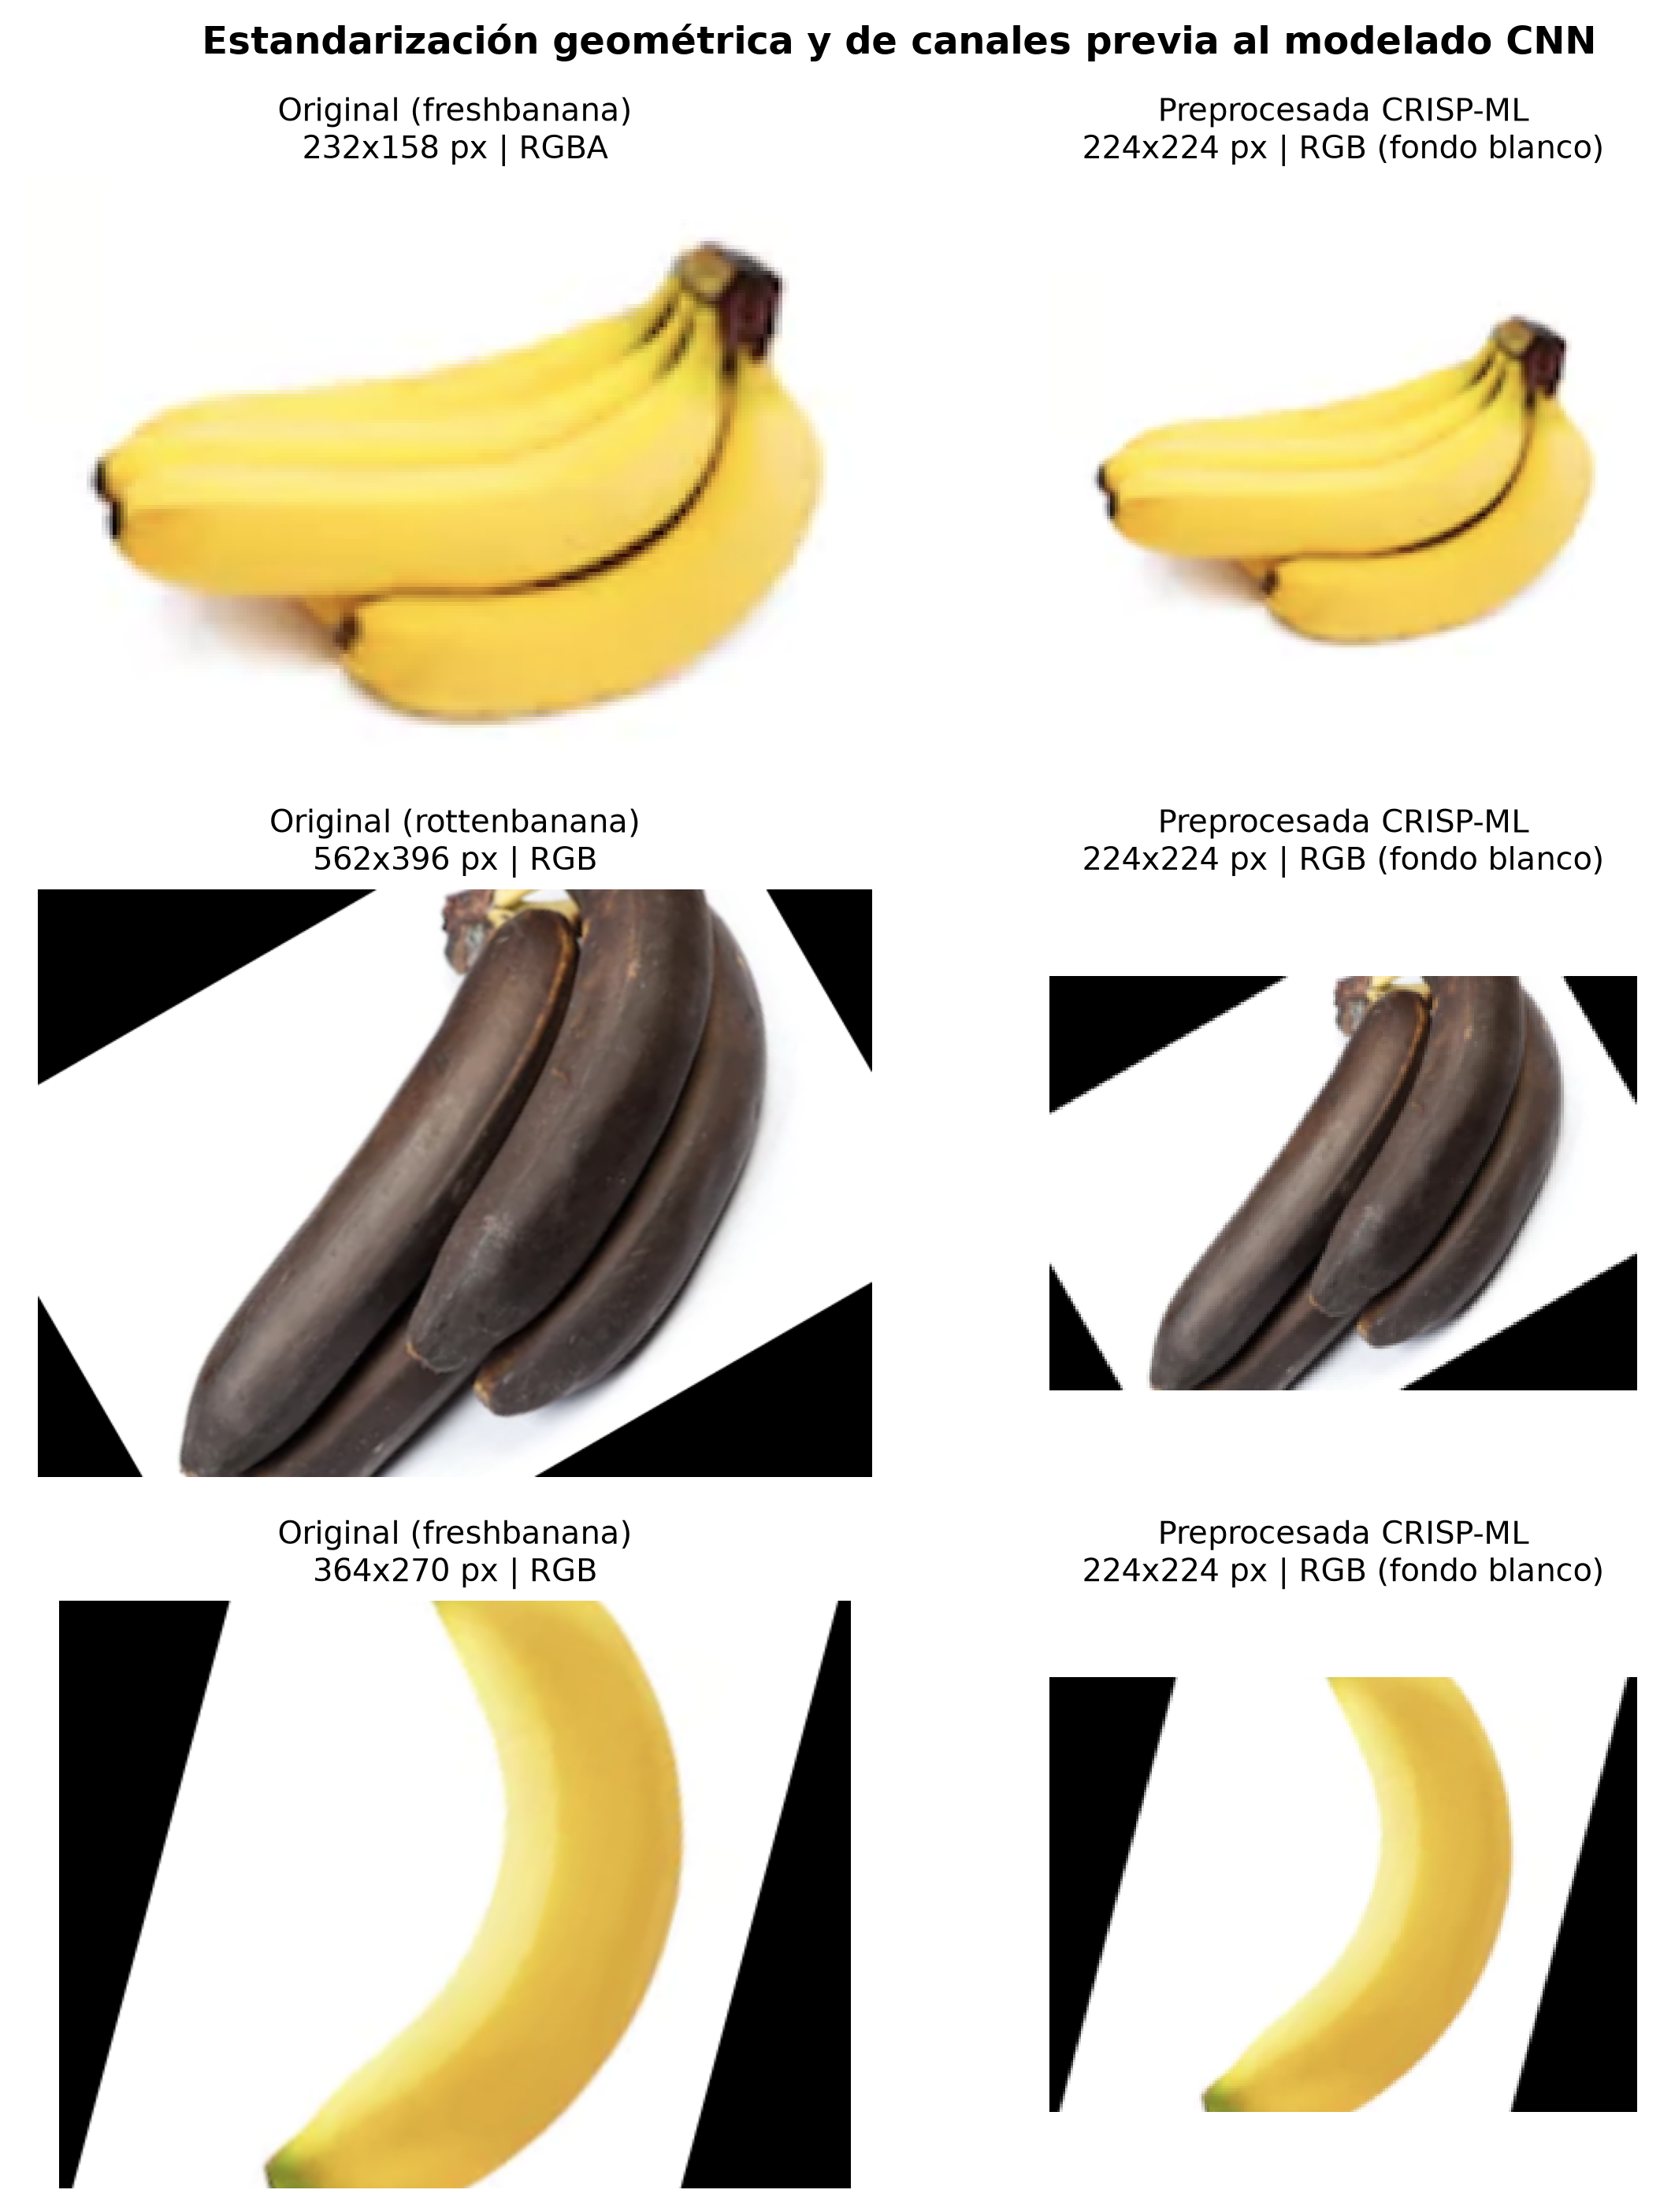 Estandarización geométrica y de canales previa al modelado CNN
Original (freshbanana)
232x158 px | RGBA
Preprocesada CRISP-ML
224x224 px | RGB (fondo blanco)
Original (rottenbanana)
562x396 px | RGB
Preprocesada CRISP-ML
224x224 px | RGB (fondo blanco)
Original (freshbanana)
364x270 px | RGB
Preprocesada CRISP-ML
224x224 px | RGB (fondo blanco)